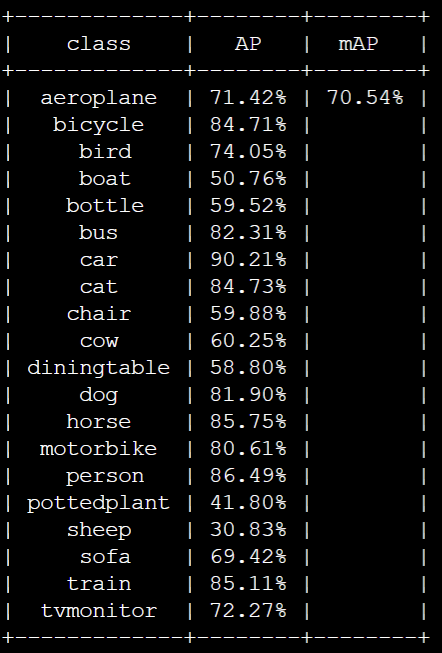 +--------------+--------+--------+
|    class     |   AP   |  mAP   |
+--------------+--------+--------+
|  aeroplane   | 71.42% | 70.54% |
|   bicycle    | 84.71% |        |
|     bird     | 74.05% |        |
|     boat     | 50.76% |        |
|    bottle    | 59.52% |        |
|     bus      | 82.31% |        |
|     car      | 90.21% |        |
|     cat      | 84.73% |        |
|    chair     | 59.88% |        |
|     cow      | 60.25% |        |
| diningtable  | 58.80% |        |
|     dog      | 81.90% |        |
|    horse     | 85.75% |        |
|  motorbike   | 80.61% |        |
|    person    | 86.49% |        |
| pottedplant  | 41.80% |        |
|    sheep     | 30.83% |        |
|     sofa     | 69.42% |        |
|    train     | 85.11% |        |
|  tvmonitor   | 72.27% |        |
+--------------+--------+--------+